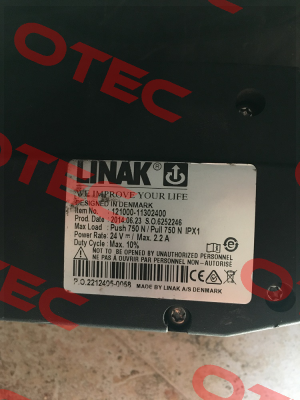 OTEC
LINAK®
WE IMPROVE YOUR LIFE
DESIGNED IN DENMARK
Item No. : 121000-11302400
Prod. Date : 2014.06.23 S.O.6252246
Max Load : Push 750 N / Pull 750 N IPX1
Power Rate: 24 V ⎓ / Max. 2.2 A
Duty Cycle : Max. 10%
NOT TO BE OPENED BY UNAUTHORIZED PERSONNEL
NE PAS A OUVRIR PAR PERSONNEL NON-AUTORISE
P.O.2212405-0068 MADE BY LINAK A/S DENMARK
OTEC
OTEC